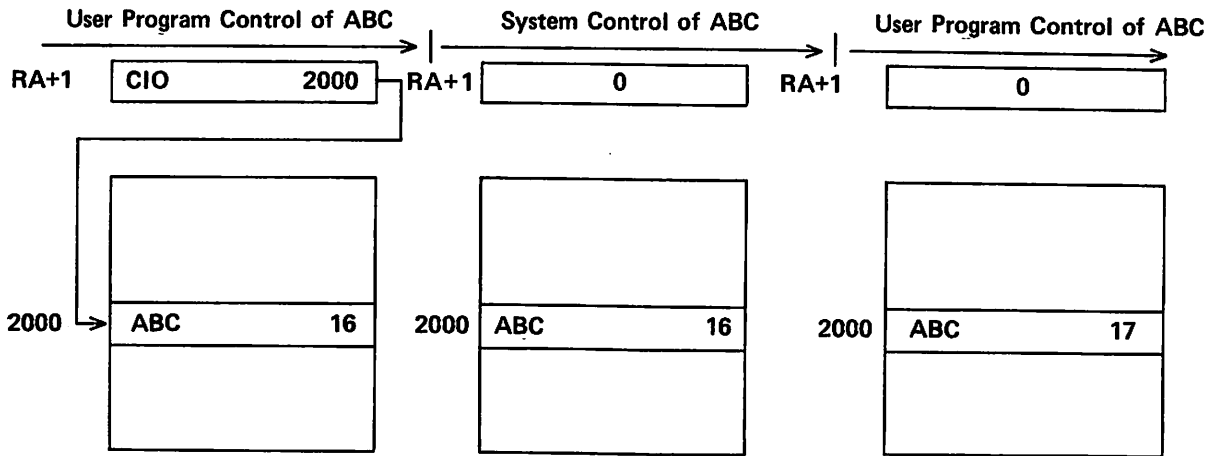 User Program Control of ABC System Control of ABC User Program Control of ABC
RA+1 CIO 2000 RA+1 0 RA+1 0
2000 ABC 16 2000 ABC 16 2000 ABC 17